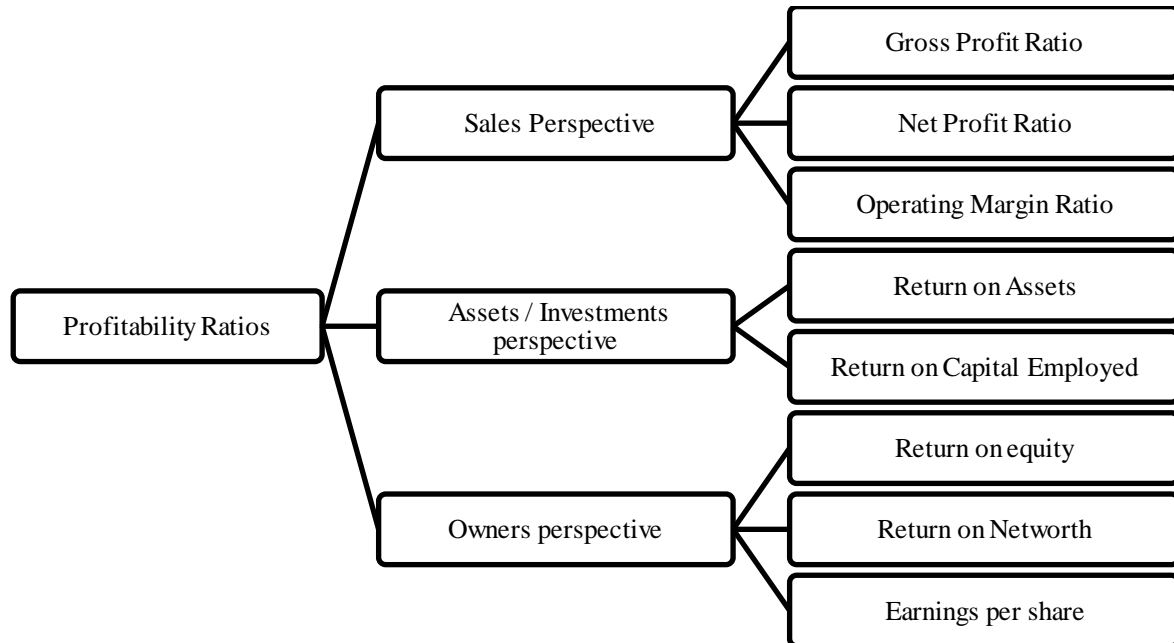 Profitability Ratios
Sales Perspective
Gross Profit Ratio
Net Profit Ratio
Operating Margin Ratio
Assets / Investments
perspective
Return on Assets
Return on Capital Employed
Owners perspective
Return on equity
Return on Networth
Earnings per share